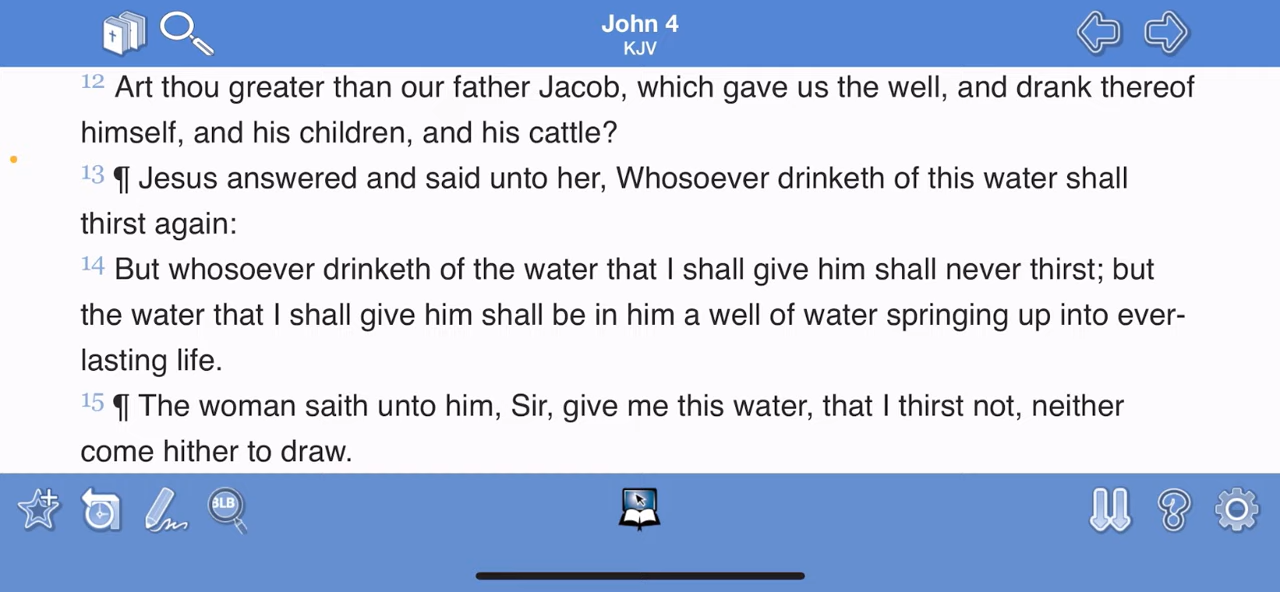 John 4
KJV
12 Art thou greater than our father Jacob, which gave us the well, and drank thereof
himself, and his children, and his cattle?
13 ¶ Jesus answered and said unto her, Whosoever drinketh of this water shall
thirst again:
14 But whosoever drinketh of the water that I shall give him shall never thirst; but
the water that I shall give him shall be in him a well of water springing up into ever-
lasting life.
15 ¶ The woman saith unto him, Sir, give me this water, that I thirst not, neither
come hither to draw.
BLB